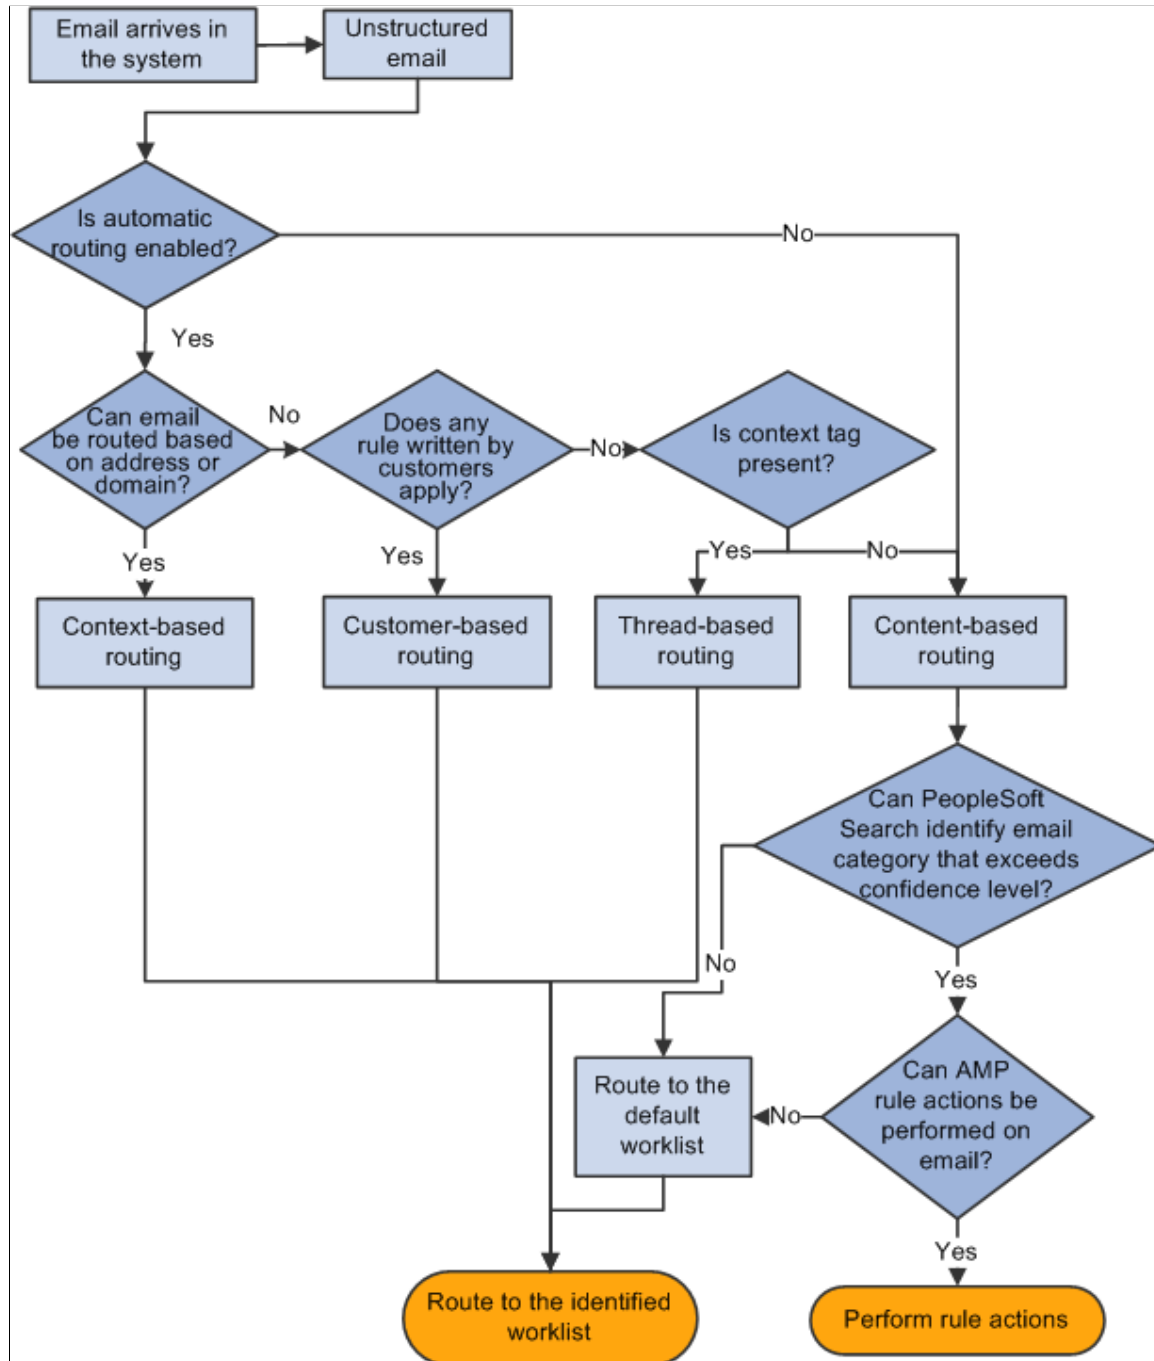 Email arrives in
the system
Unstructured
email
Is automatic
routing enabled?
No
Yes
Can email
be routed based
on address or
domain?
No
Does any
rule written by
customers
apply?
No
Is context tag
present?
Yes
Yes
Yes
No
Context-based
routing
Customer-based
routing
Thread-based
routing
Content-based
routing
Can PeopleSoft
Search identify email
category that exceeds
confidence level?
No
Yes
Route to the
default
worklist
No
Can AMP
rule actions be
performed on
email?
Yes
Route to the identified
worklist
Perform rule actions